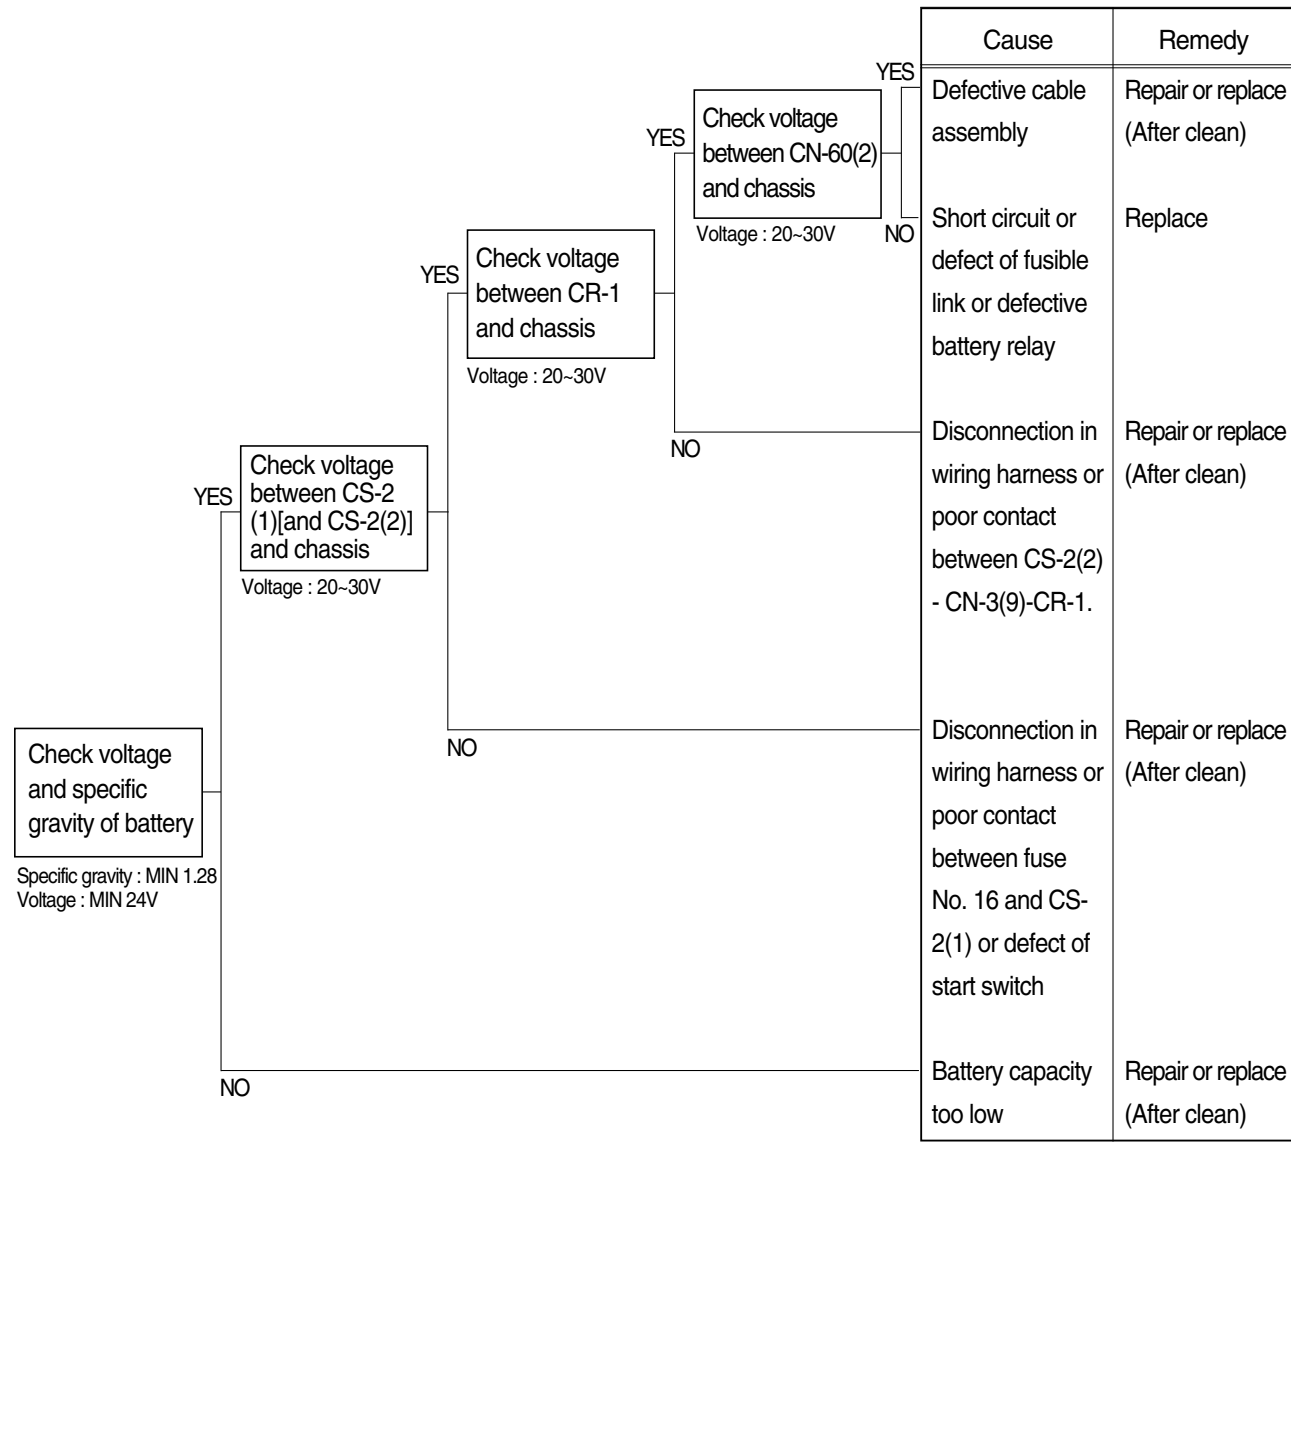 Cause
Remedy
YES
Defective cable
assembly
Repair or replace
(After clean)
YES
Check voltage
between CN-60(2)
and chassis
Voltage : 20~30V
NO
Short circuit or
defect of fusible
link or defective
battery relay
Replace
YES
Check voltage
between CR-1
and chassis
Voltage : 20~30V
NO
Disconnection in
wiring harness or
poor contact
between CS-2(2)
- CN-3(9)-CR-1.
Repair or replace
(After clean)
YES
Check voltage
between CS-2
(1)[and CS-2(2)]
and chassis
Voltage : 20~30V
NO
Disconnection in
wiring harness or
poor contact
between fuse
No. 16 and CS-
2(1) or defect of
start switch
Repair or replace
(After clean)
Check voltage
and specific
gravity of battery
Specific gravity : MIN 1.28
Voltage : MIN 24V
NO
Battery capacity
too low
Repair or replace
(After clean)